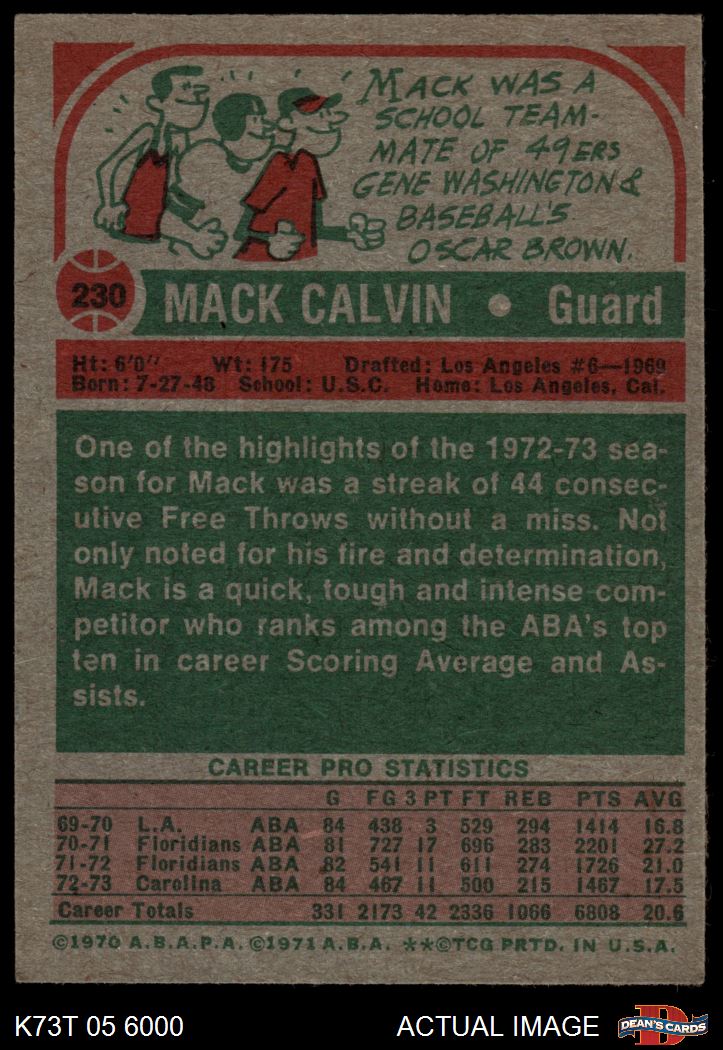 MACK WAS A
SCHOOL TEAM-
MATE OF 49ERS
GENE WASHINGTON &
BASEBALL'S
OSCAR BROWN.
230 MACK CALVIN • Guard
Ht: 6'0" Wt: 175 Drafted: Los Angeles #6—1969
Born: 7-27-48 School: U.S.C. Home: Los Angeles, Cal.
One of the highlights of the 1972-73 sea-
son for Mack was a streak of 44 consec-
utive Free Throws without a miss. Not
only noted for his fire and determination,
Mack is a quick, tough and intense com-
petitor who ranks among the ABA's top
ten in career Scoring Average and As-
sists.
CAREER PRO STATISTICS
G FG 3 PT FT REB PTS AVG
69-70 L.A. ABA 84 438 3 529 294 1414 16.8
70-71 Floridians ABA 81 727 17 696 283 2201 27.2
71-72 Floridians ABA 82 541 11 611 274 1726 21.0
72-73 Carolina ABA 84 467 11 500 215 1467 17.5
Career Totals 331 2173 42 2336 1066 6808 20.6
©1970 A.B.A.P.A. ©1971 A.B.A. **©TCG PRTD. IN U.S.A.
K73T 05 6000 ACTUAL IMAGE D DEAN'S CARDS